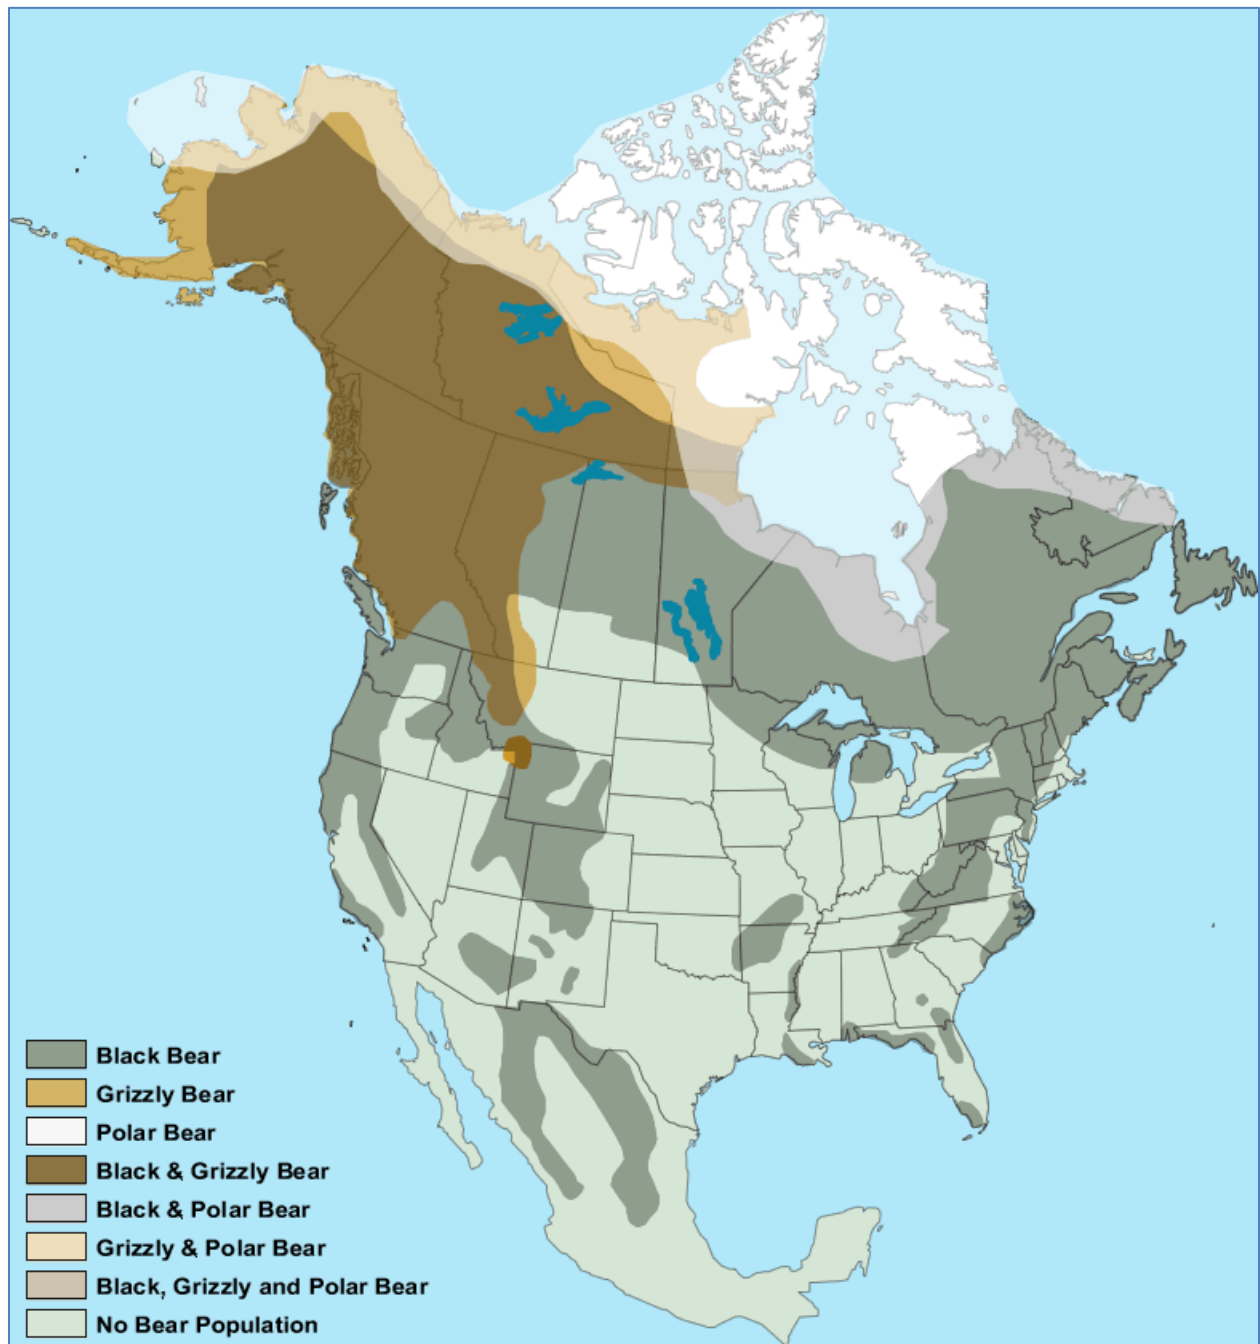 Black Bear
Grizzly Bear
Polar Bear
Black & Grizzly Bear
Black & Polar Bear
Grizzly & Polar Bear
Black, Grizzly and Polar Bear
No Bear Population